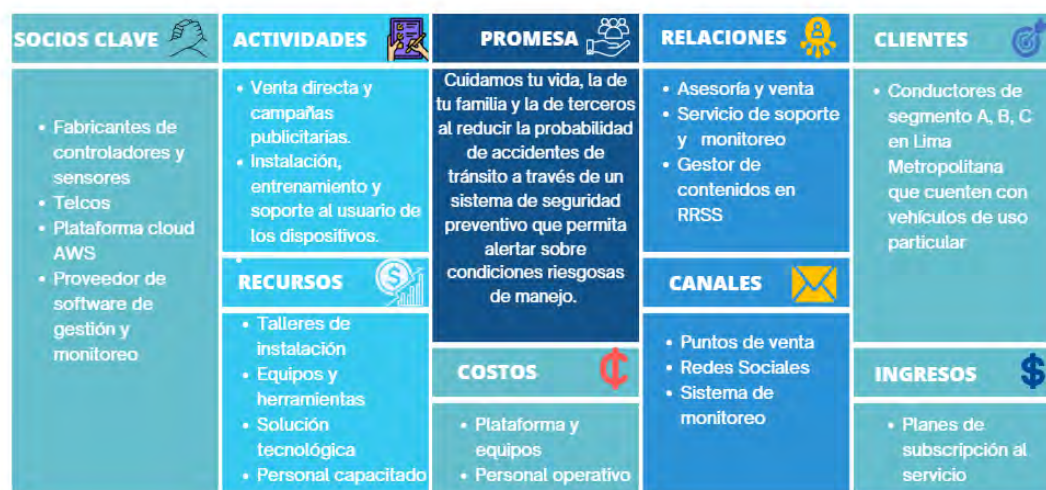 SOCIOS CLAVE
Fabricantes de
controladores y
sensores
Telcos
Plataforma cloud
AWS
Proveedor de
software de
gestión y
monitoreo
ACTIVIDADES
Venta directa y
campañas
publicitarias.
Instalación,
entrenamiento y
soporte al usuario de
los dispositivos.
RECURSOS
Talleres de
instalación
Equipos y
herramientas
Solución
tecnológica
Personal capacitado
PROMESA
Cuidamos tu vida, la de
tu familia y la de terceros
al reducir la probabilidad
de accidentes de
tránsito a través de un
sistema de seguridad
preventivo que permita
alertar sobre
condiciones riesgosas
de manejo.
COSTOS
Plataforma y
equipos
Personal operativo
RELACIONES
Asesoría y venta
Servicio de soporte
y monitoreo
Gestor de
contenidos en
RRSS
CANALES
Puntos de venta
Redes Sociales
Sistema de
monitoreo
CLIENTES
Conductores de
segmento A, B, C
en Lima
Metropolitana
que cuenten con
vehículos de uso
particular
INGRESOS
Planes de
subscripción al
servicio